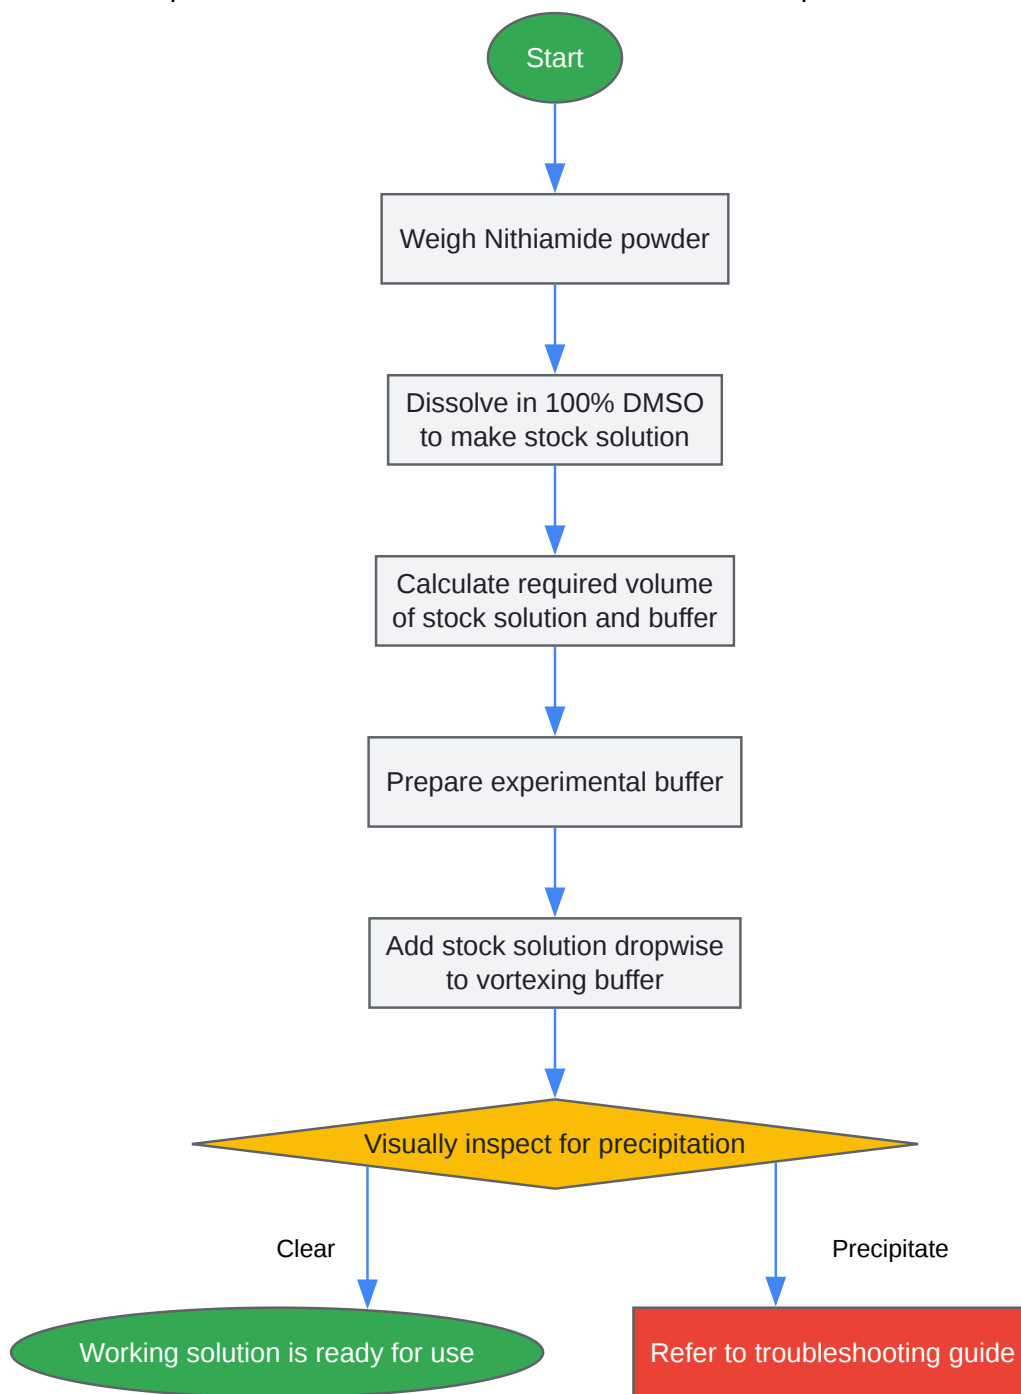 Start
Weigh Nithiamide powder
Dissolve in 100% DMSO
to make stock solution
Calculate required volume
of stock solution and buffer
Prepare experimental buffer
Add stock solution dropwise
to vortexing buffer
Visually inspect for precipitation
Clear
Precipitate
Working solution is ready for use
Refer to troubleshooting guide